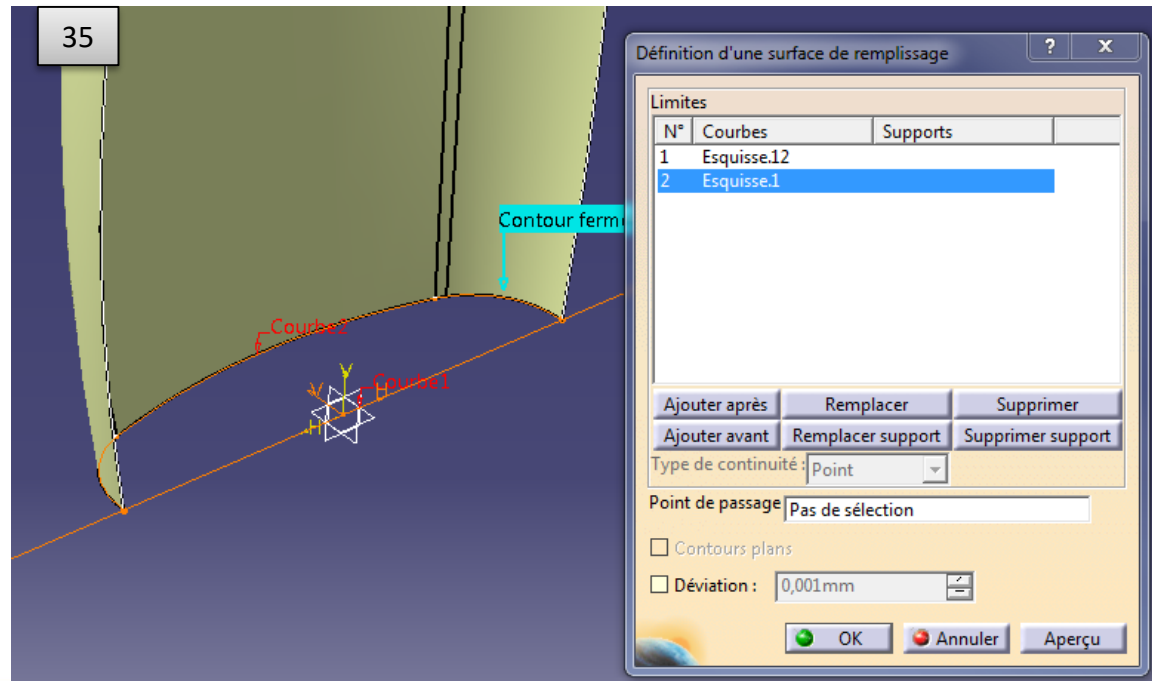 35
Contour ferm
Courbe2
Courbe1
V
Y
H
H
Définition d'une surface de remplissage
? X
Limites
N° Courbes Supports
1 Esquisse.12
2 Esquisse.1
Ajouter après Remplacer Supprimer
Ajouter avant Remplacer support Supprimer support
Type de continuité : Point
Point de passage Pas de sélection
Contours plans
Déviation : 0,001mm
OK Annuler Aperçu